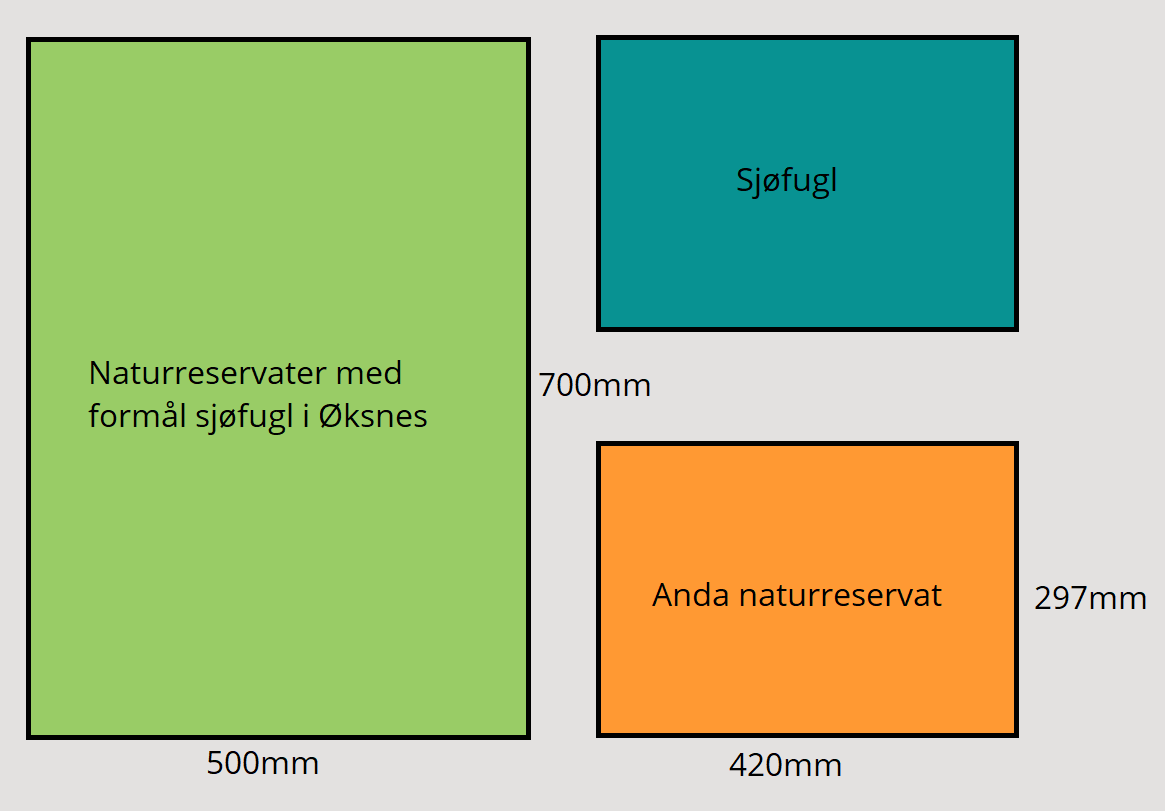 Naturreservater med
formål sjøfugl i Øksnes
700mm
500mm
Sjøfugl
Anda naturreservat
297mm
420mm